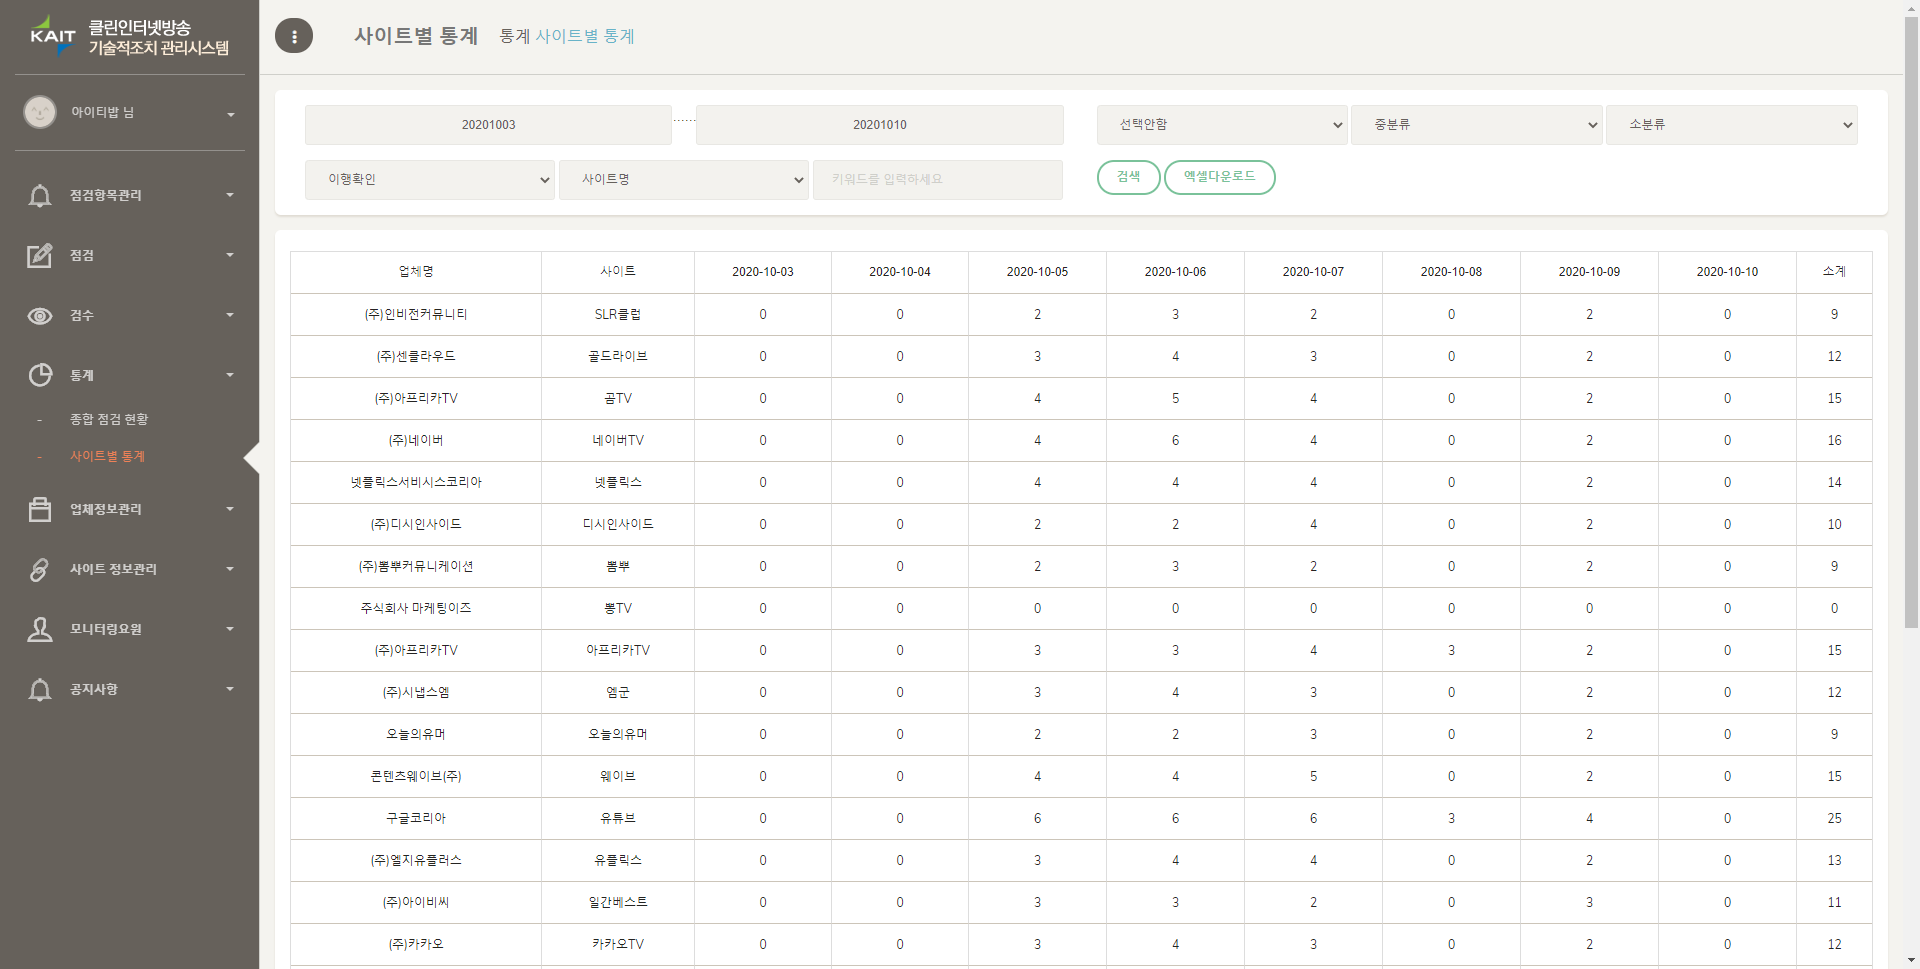 KAIT 클린인터넷방송
기술적조치 관리시스템
아이티밥 님
점검항목관리
점검
검수
통계
- 종합 점검 현황
- 사이트별 통계
업체정보관리
사이트 정보관리
모니터링요원
공지사항
사이트별 통계 통계 사이트별 통계
20201003 ...... 20201010 선택안함 중분류 소분류
이행확인 사이트명 키워드를 입력하세요 검색 엑셀다운로드
업체명 사이트 2020-10-03 2020-10-04 2020-10-05 2020-10-06 2020-10-07 2020-10-08 2020-10-09 2020-10-10 소계
(주)인비전커뮤니티 SLR클럽 0 0 2 3 2 0 2 0 9
(주)센클라우드 골드라이브 0 0 3 4 3 0 2 0 12
(주)아프리카TV 곰TV 0 0 4 5 4 0 2 0 15
(주)네이버 네이버TV 0 0 4 6 4 0 2 0 16
넷플릭스서비시스코리아 넷플릭스 0 0 4 4 4 0 2 0 14
(주)디시인사이드 디시인사이드 0 0 2 2 4 0 2 0 10
(주)뽐뿌커뮤니케이션 뽐뿌 0 0 2 3 2 0 2 0 9
주식회사 마케팅이즈 뽕TV 0 0 0 0 0 0 0 0 0
(주)아프리카TV 아프리카TV 0 0 3 3 4 3 2 0 15
(주)시냅스엠 엠군 0 0 3 4 3 0 2 0 12
오늘의유머 오늘의유머 0 0 2 2 3 0 2 0 9
콘텐츠웨이브(주) 웨이브 0 0 4 4 5 0 2 0 15
구글코리아 유튜브 0 0 6 6 6 3 4 0 25
(주)엘지유플러스 유플릭스 0 0 3 4 4 0 2 0 13
(주)아이비씨 일간베스트 0 0 3 3 2 0 3 0 11
(주)카카오 카카오TV 0 0 3 4 3 0 2 0 12